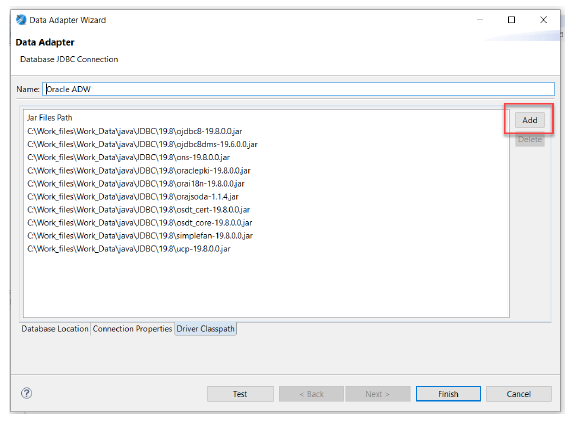 Data Adapter Wizard
Data Adapter
Database JDBC Connection
Name: Oracle ADW
Jar Files Path
Add
C:\Work_files\Work_Data\java\JDBC\19.8\ojdbc8-19.8.0.0.jar
Delete
C:\Work_files\Work_Data\java\JDBC\19.8\ojdbc8dms-19.6.0.0.jar
C:\Work_files\Work_Data\java\JDBC\19.8\ons-19.8.0.0.jar
C:\Work_files\Work_Data\java\JDBC\19.8\oraclepki-19.8.0.0.jar
C:\Work_files\Work_Data\java\JDBC\19.8\orai18n-19.8.0.0.jar
C:\Work_files\Work_Data\java\JDBC\19.8\orajsoda-1.1.4.jar
C:\Work_files\Work_Data\java\JDBC\19.8\osdt_cert-19.8.0.0.jar
C:\Work_files\Work_Data\java\JDBC\19.8\osdt_core-19.8.0.0.jar
C:\Work_files\Work_Data\java\JDBC\19.8\simplefan-19.8.0.0.jar
C:\Work_files\Work_Data\java\JDBC\19.8\ucp-19.8.0.0.jar
Database Location Connection Properties Driver Classpath
? Test < Back Next > Finish Cancel